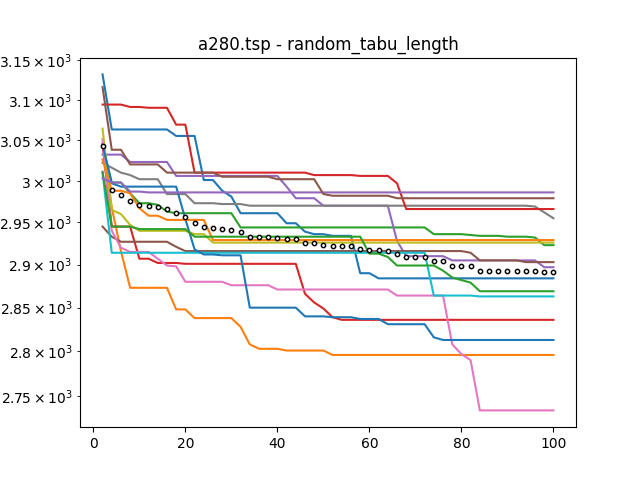 a280.tsp - random_tabu_length
3.15 × 10³
3.1 × 10³
3.05 × 10³
3 × 10³
2.95 × 10³
2.9 × 10³
2.85 × 10³
2.8 × 10³
2.75 × 10³
0 20 40 60 80 100